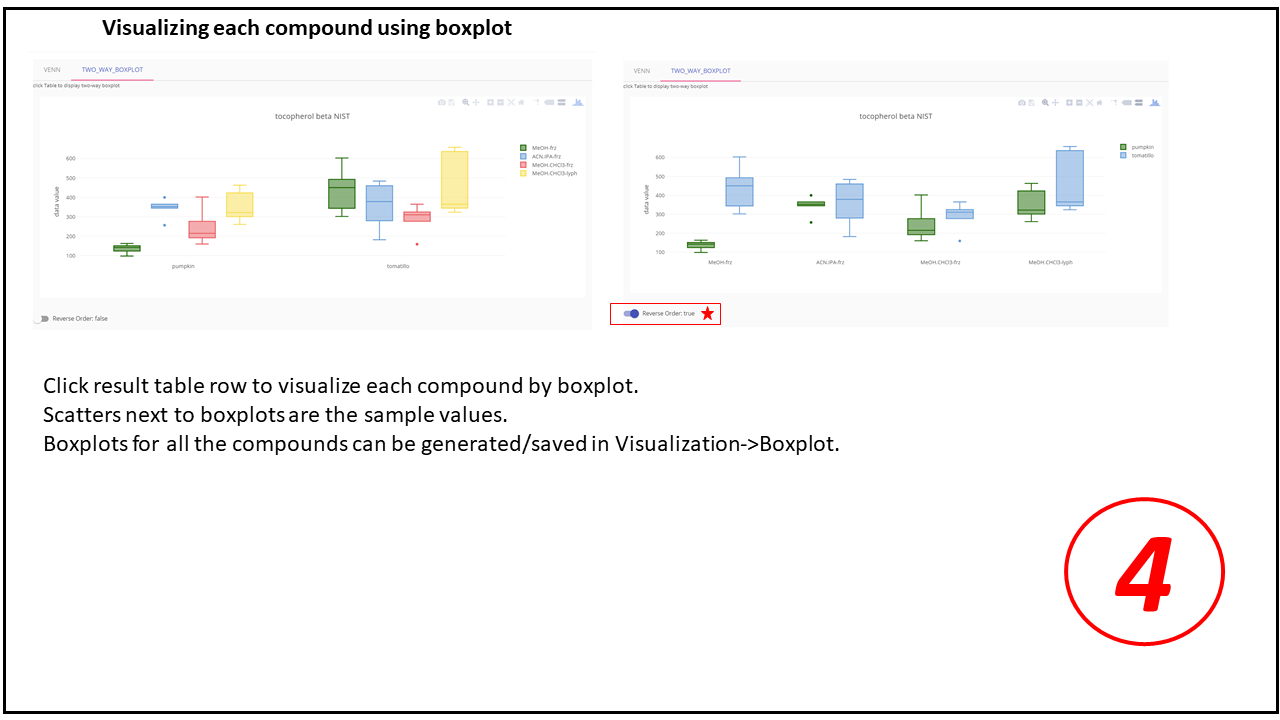 Visualizing each compound using boxplot
VENN TWO_WAY_BOXPLOT
click Table to display two-way boxplot
tocopherol beta NIST
MeOH-frz
ACN.IPA-frz
MeOH.CHCl3-frz
MeOH.CHCl3-lyph
data value
600
500
400
300
200
100
pumpkin tomatillo
Reverse Order: false
VENN TWO_WAY_BOXPLOT
click Table to display two-way boxplot
tocopherol beta NIST
pumpkin
tomatillo
data value
600
500
400
300
200
100
MeOH-frz ACN.IPA-frz MeOH.CHCl3-frz MeOH.CHCl3-lyph
Reverse Order: true
Click result table row to visualize each compound by boxplot.
Scatters next to boxplots are the sample values.
Boxplots for all the compounds can be generated/saved in Visualization->Boxplot.
4